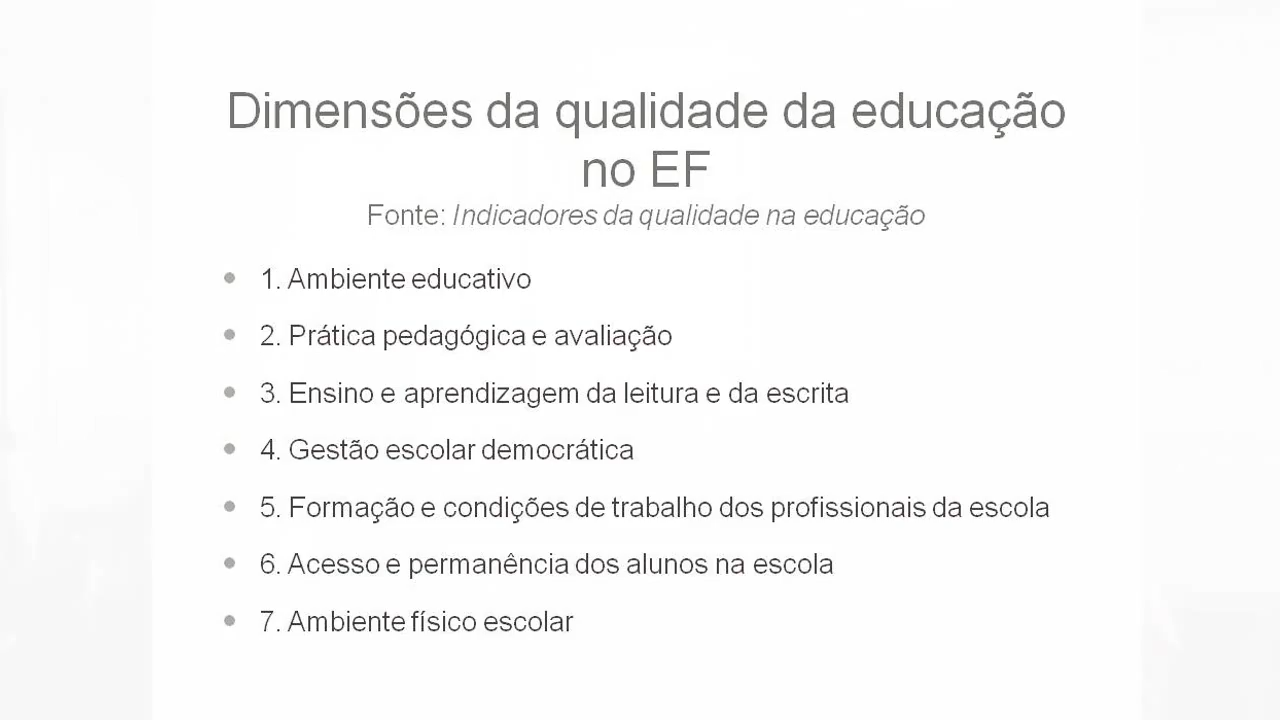 Dimensões da qualidade da educação
no EF
Fonte: Indicadores da qualidade na educação
• 1. Ambiente educativo
• 2. Prática pedagógica e avaliação
• 3. Ensino e aprendizagem da leitura e da escrita
• 4. Gestão escolar democrática
• 5. Formação e condições de trabalho dos profissionais da escola
• 6. Acesso e permanência dos alunos na escola
• 7. Ambiente físico escolar